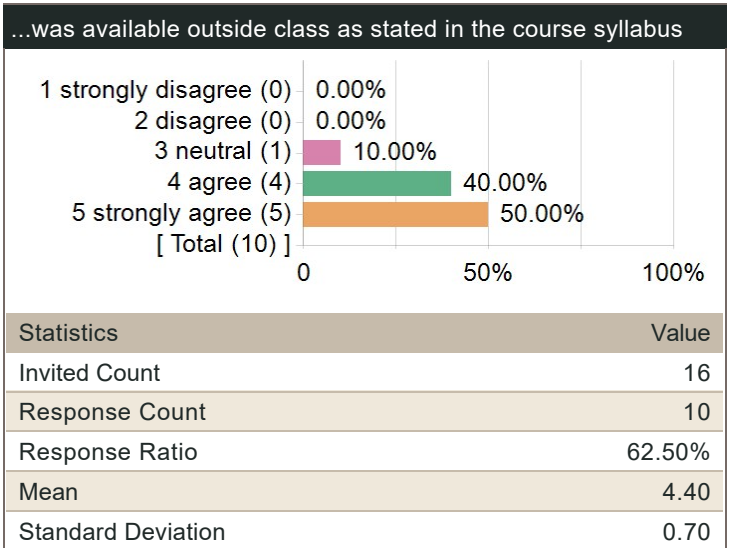 ...was available outside class as stated in the course syllabus
1 strongly disagree (0) 0.00%
2 disagree (0) 0.00%
3 neutral (1) 10.00%
4 agree (4) 40.00%
5 strongly agree (5) 50.00%
[ Total (10) ]
0 50% 100%
Statistics Value
Invited Count 16
Response Count 10
Response Ratio 62.50%
Mean 4.40
Standard Deviation 0.70